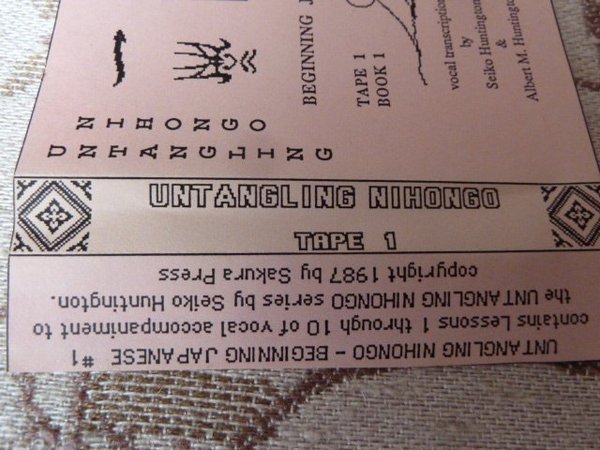 UNTANGLING
NIHONGO
BEGINNING J
TAPE 1
BOOK 1
vocal transcription
by
Seiko Huntington
&
Albert M. Huntingt
UNTANGLING NIHONGO
TAPE 1
UNTANGLING NIHONGO - BEGINNING JAPANESE #1
contains Lessons 1 through 10 of vocal accompaniment to
the UNTANGLING NIHONGO series by Seiko Huntington.
copyright 1987 by Sakura Press